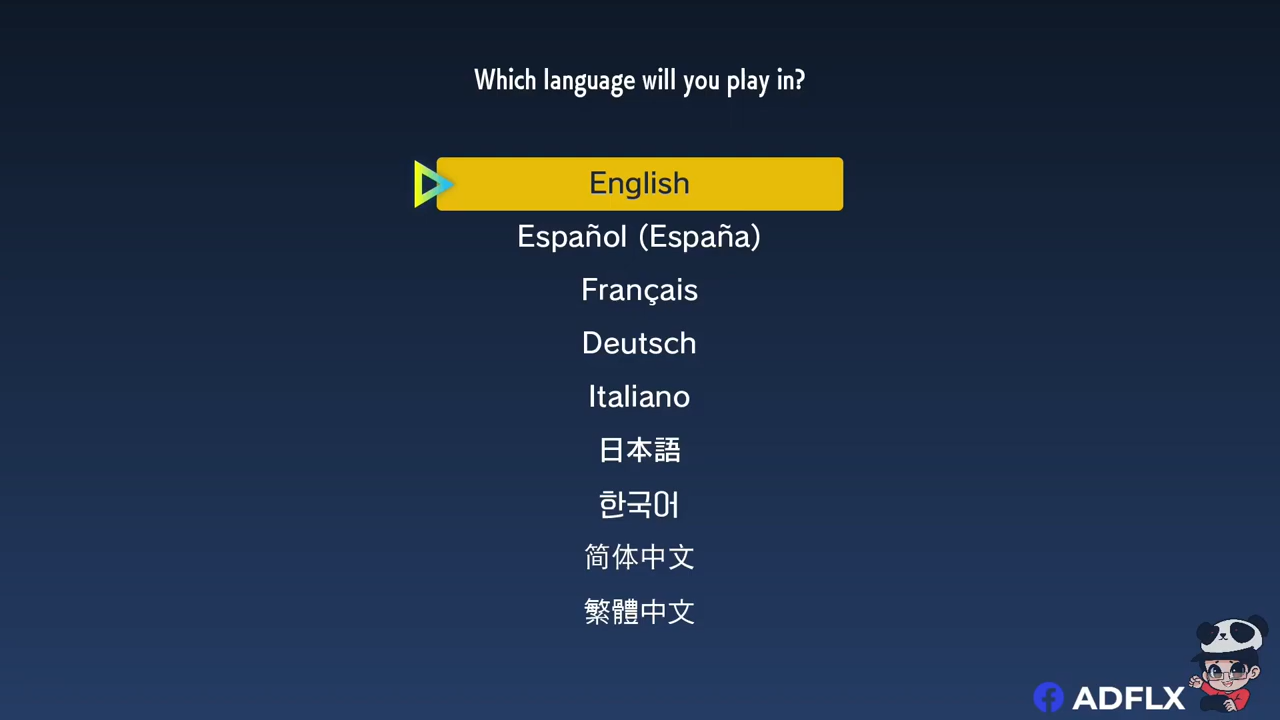 Which language will you play in?
English
Español (España)
Français
Deutsch
Italiano
日本語
한국어
简体中文
繁體中文
ADFLX